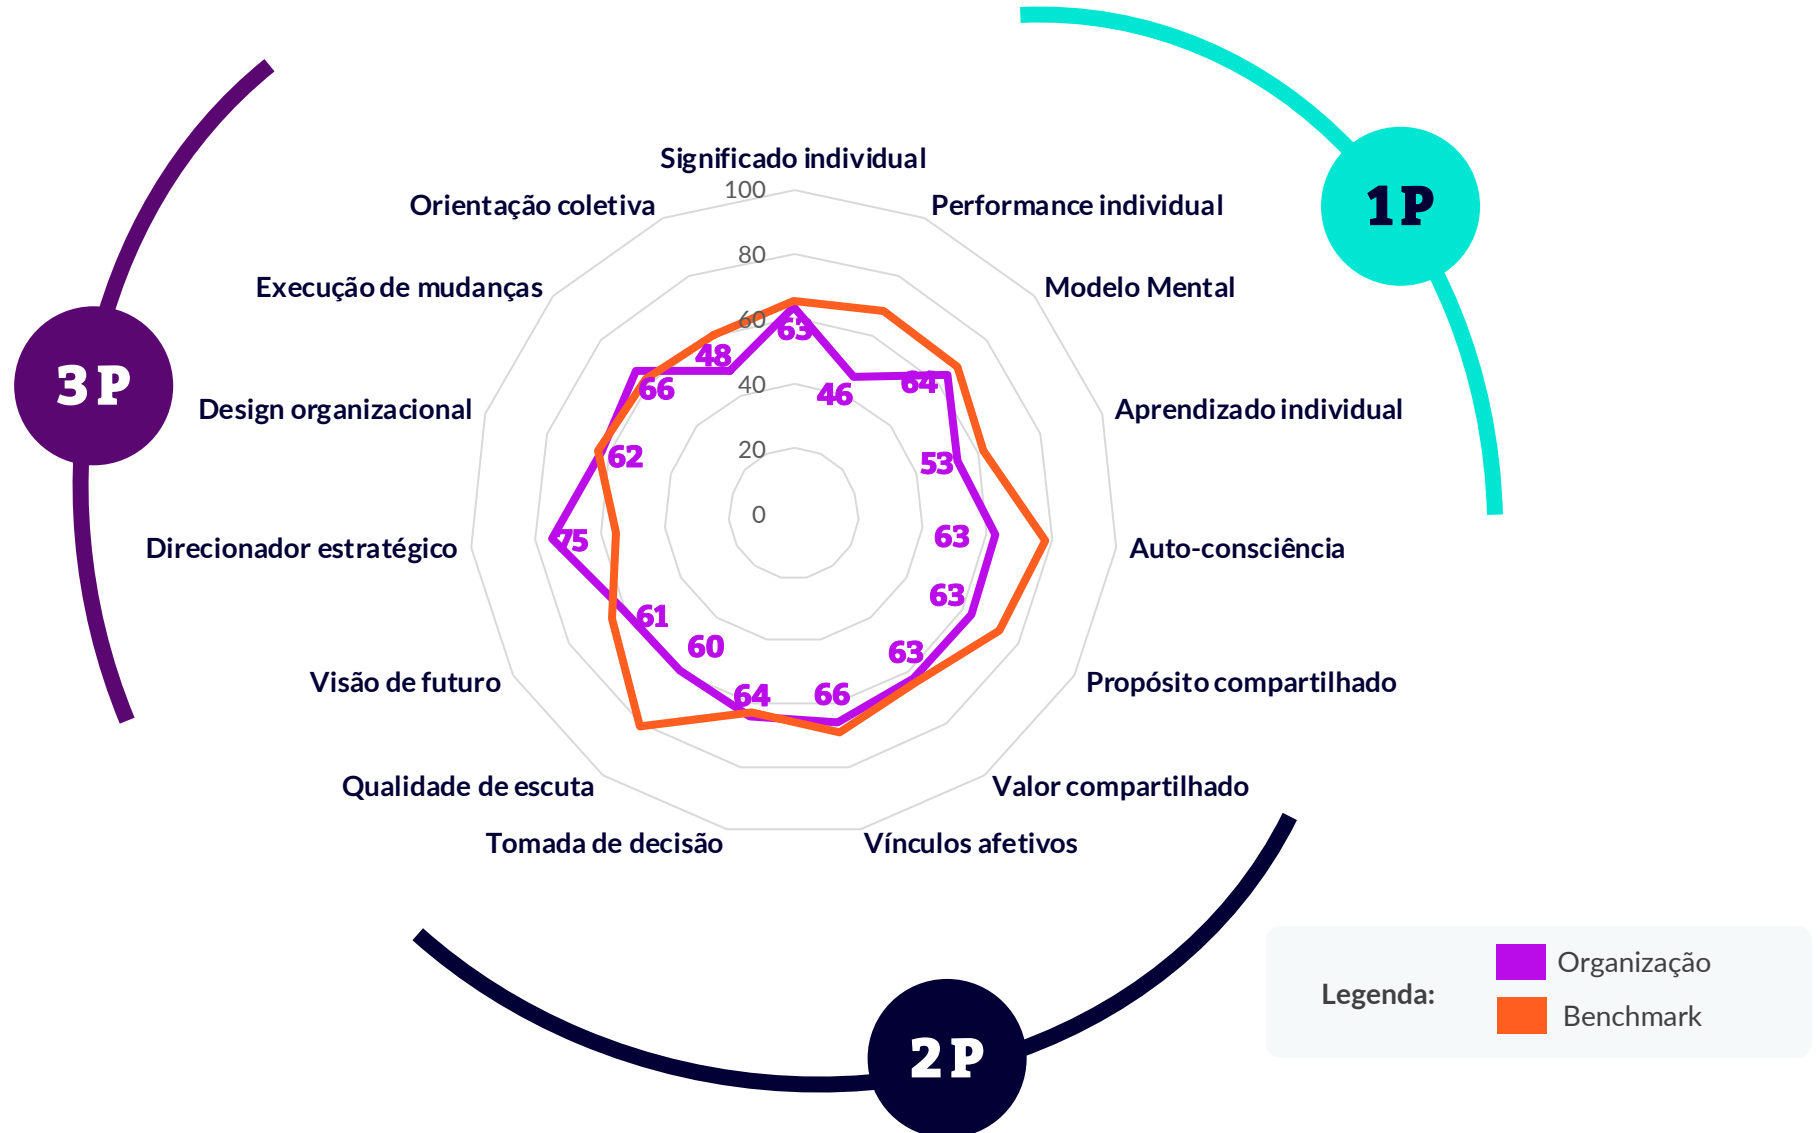 Significado individual
100
Orientação coletiva
Performance individual
80
Execução de mudanças
Modelo Mental
1P
60
63
48
66
40
46
64
3P
Design organizacional
Aprendizado individual
62
20
53
0
75
63
Direcionador estratégico
Auto-consciência
61
63
60
63
64
66
Visão de futuro
Propósito compartilhado
Qualidade de escuta
Valor compartilhado
Tomada de decisão
Vínculos afetivos
2P
Legenda:
Organização
Benchmark